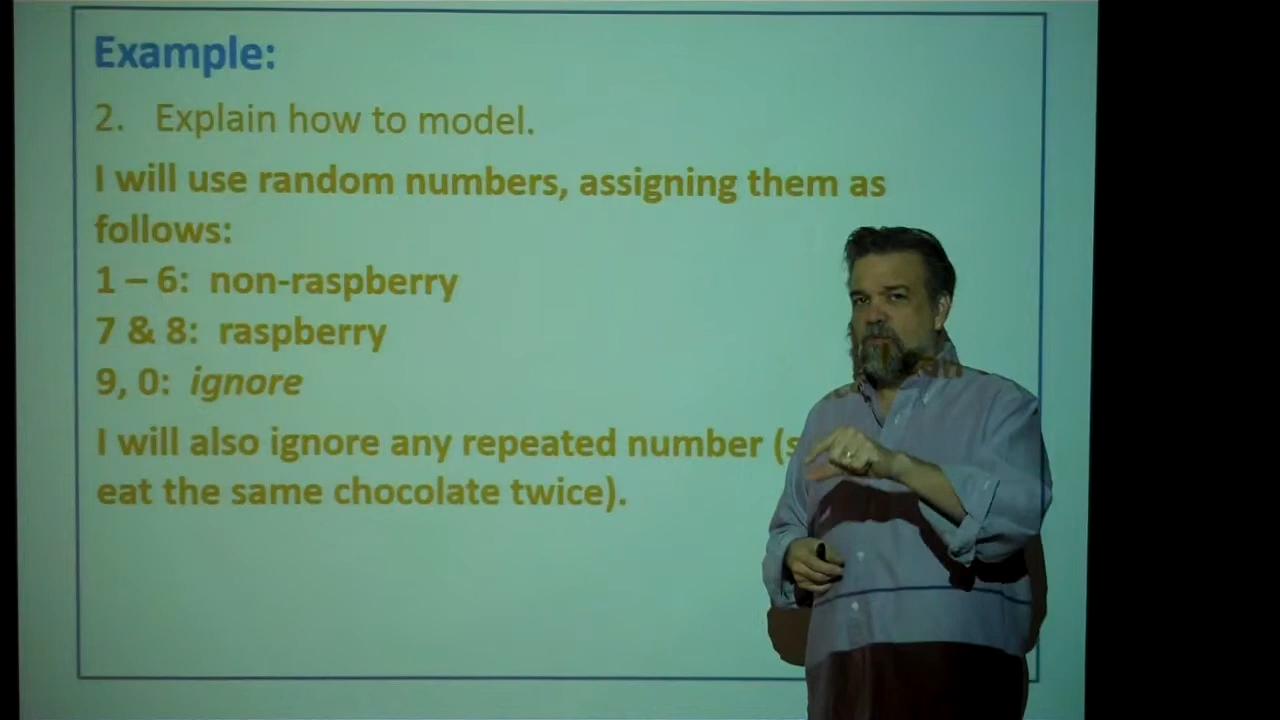 Example:
2. Explain how to model.
I will use random numbers, assigning them as
follows:
1 – 6: non-raspberry
7 & 8: raspberry
9, 0: ignore
I will also ignore any repeated number (
eat the same chocolate twice).